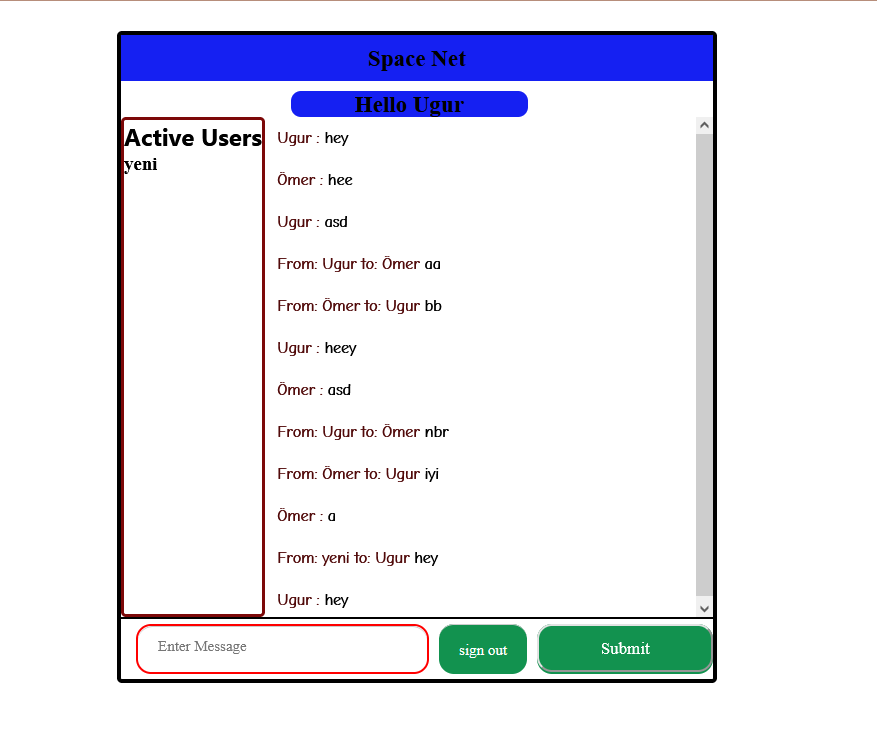 Space Net
Hello Ugur
Active Users
yeni
Ugur : hey
Ömer : hee
Ugur : asd
From: Ugur to: Ömer aa
From: Ömer to: Ugur bb
Ugur : heey
Ömer : asd
From: Ugur to: Ömer nbr
From: Ömer to: Ugur iyi
Ömer : a
From: yeni to: Ugur hey
Ugur : hey
Enter Message
sign out
Submit